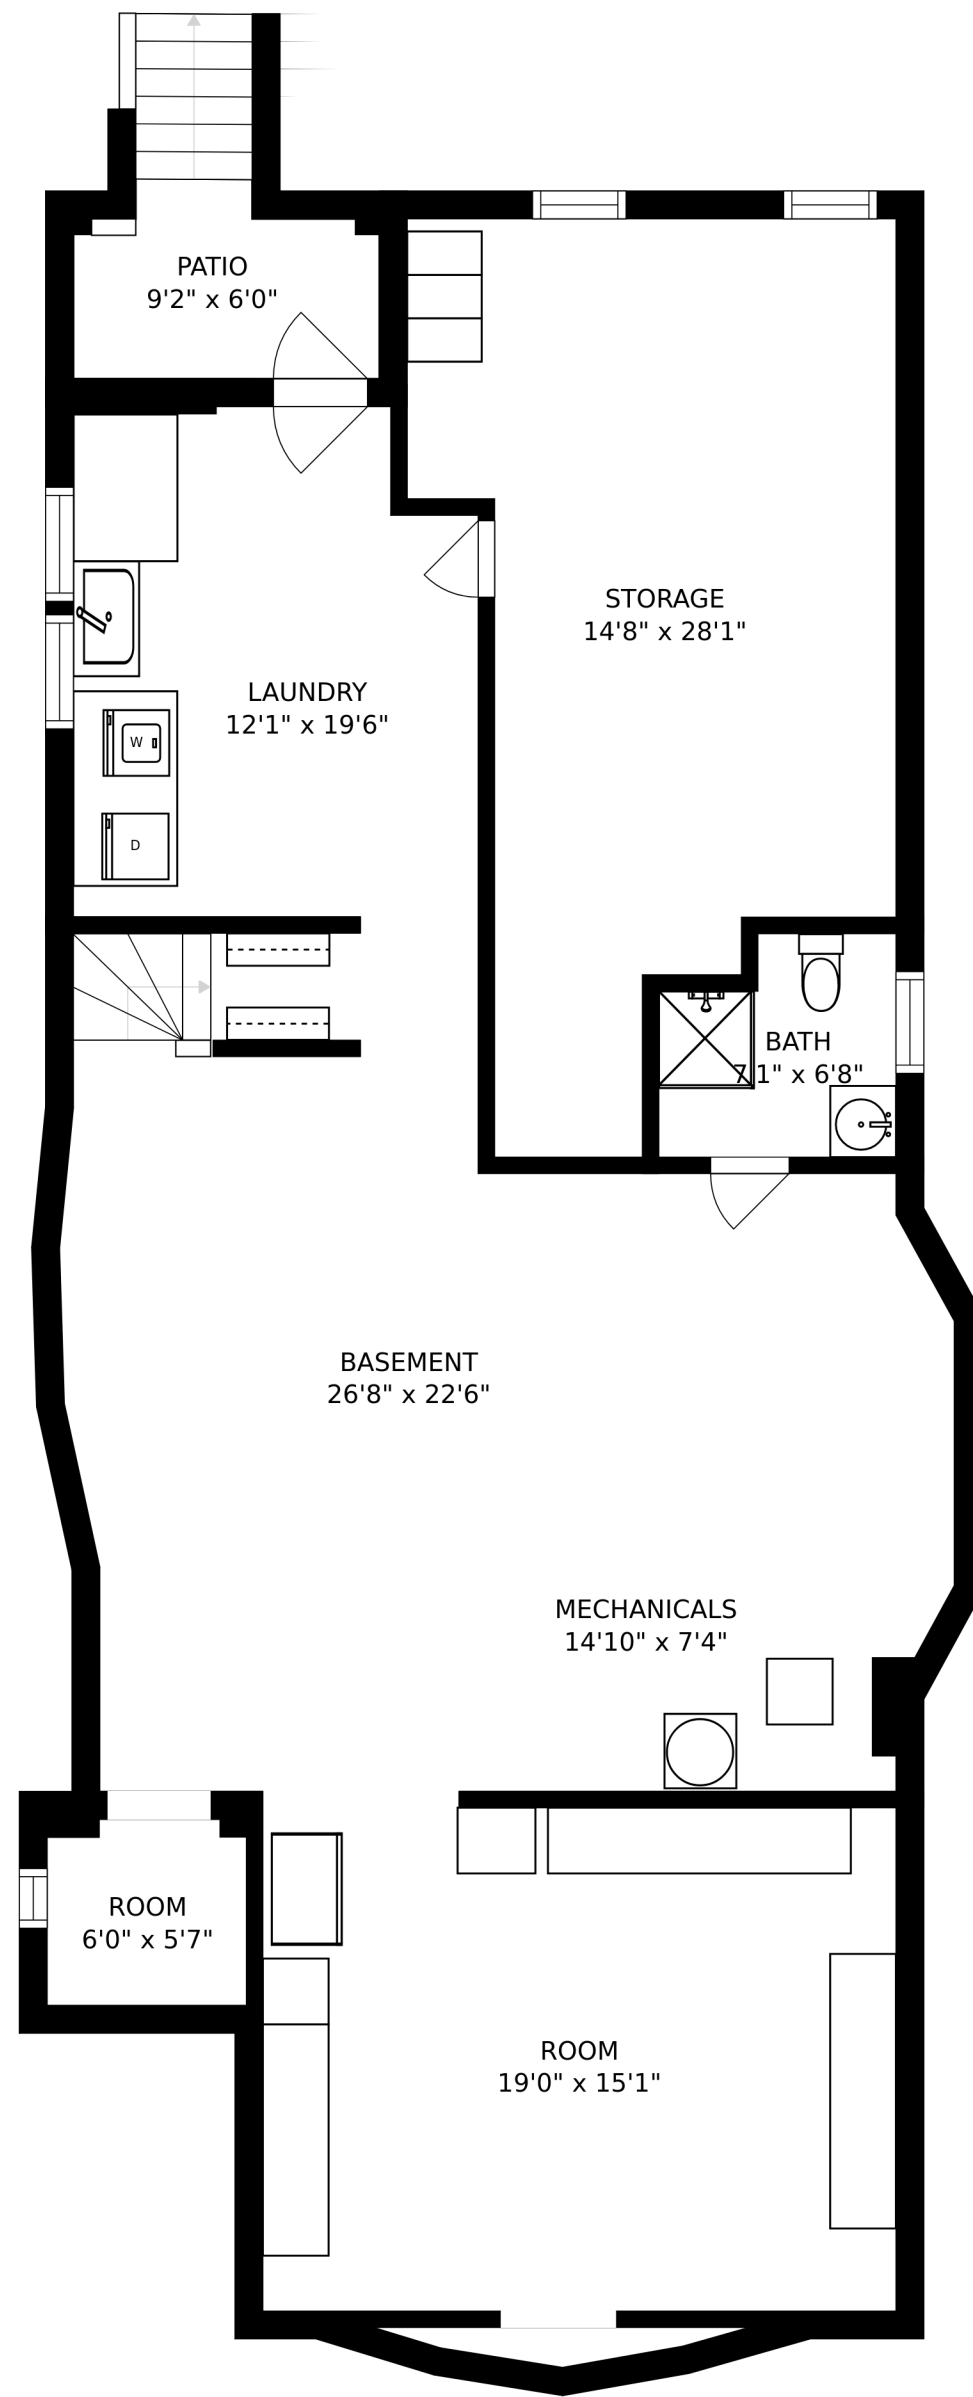 PATIO
9'2" x 6'0"
STORAGE
14'8" x 28'1"
LAUNDRY
12'1" x 19'6"
W
D
BATH
7'1" x 6'8"
BASEMENT
26'8" x 22'6"
MECHANICALS
14'10" x 7'4"
ROOM
6'0" x 5'7"
ROOM
19'0" x 15'1"